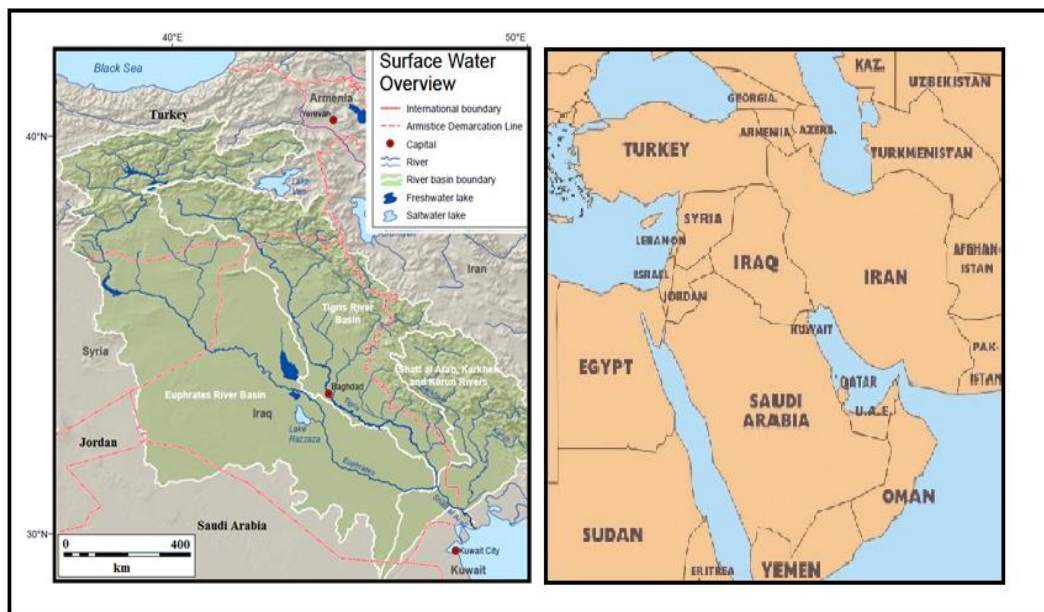 40°E
50°E
Black Sea
Surface Water
Overview
International boundary
Armistice Demarcation Line
Capital
River
River basin boundary
Freshwater lake
Saltwater lake
Armenia
Yerevan
Turkey
40°N
Lake
Van
Iran
Tigris River
Basin
Syria
Shatt al Arab, Karkheh
and Karun Rivers
Baghdad
Euphrates River Basin
Iraq
Tigris
Lake
Razzaza
Jordan
Euphrates
30°N
Saudi Arabia
0
400
km
Kuwait City
Kuwait
KAZ.
UZBEKISTAN
GEORGIA
ARMENIA
AZERB.
TURKEY
TURKMENISTAN
SYRIA
LEBANON
AFGHAN
ISTAN
IRAQ
IRAN
ISRAEL
JORDAN
KUWAIT
PAK-
ISTAN
EGYPT
QATAR
SAUDI
ARABIA
U.A.E.
OMAN
SUDAN
ERITREA
YEMEN